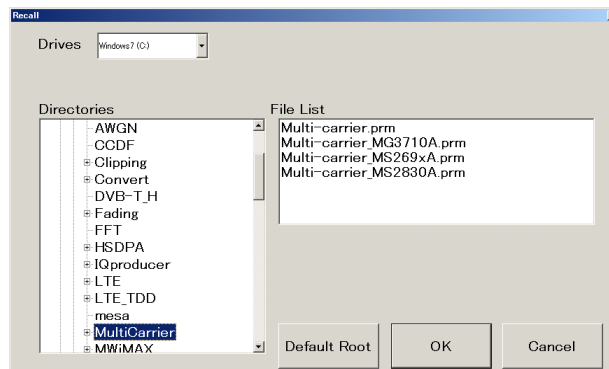 Recall
Drives
Windows7 (C:)
Directories
AWGN
CCDF
Clipping
Convert
DVB-T_H
Fading
FFT
HSDPA
IQproducer
LTE
LTE_TDD
mesa
MultiCarrier
MWiMAX
File List
Multi-carrier.prm
Multi-carrier_MG3710A.prm
Multi-carrier_MS269xA.prm
Multi-carrier_MS2830A.prm
Default Root
OK
Cancel